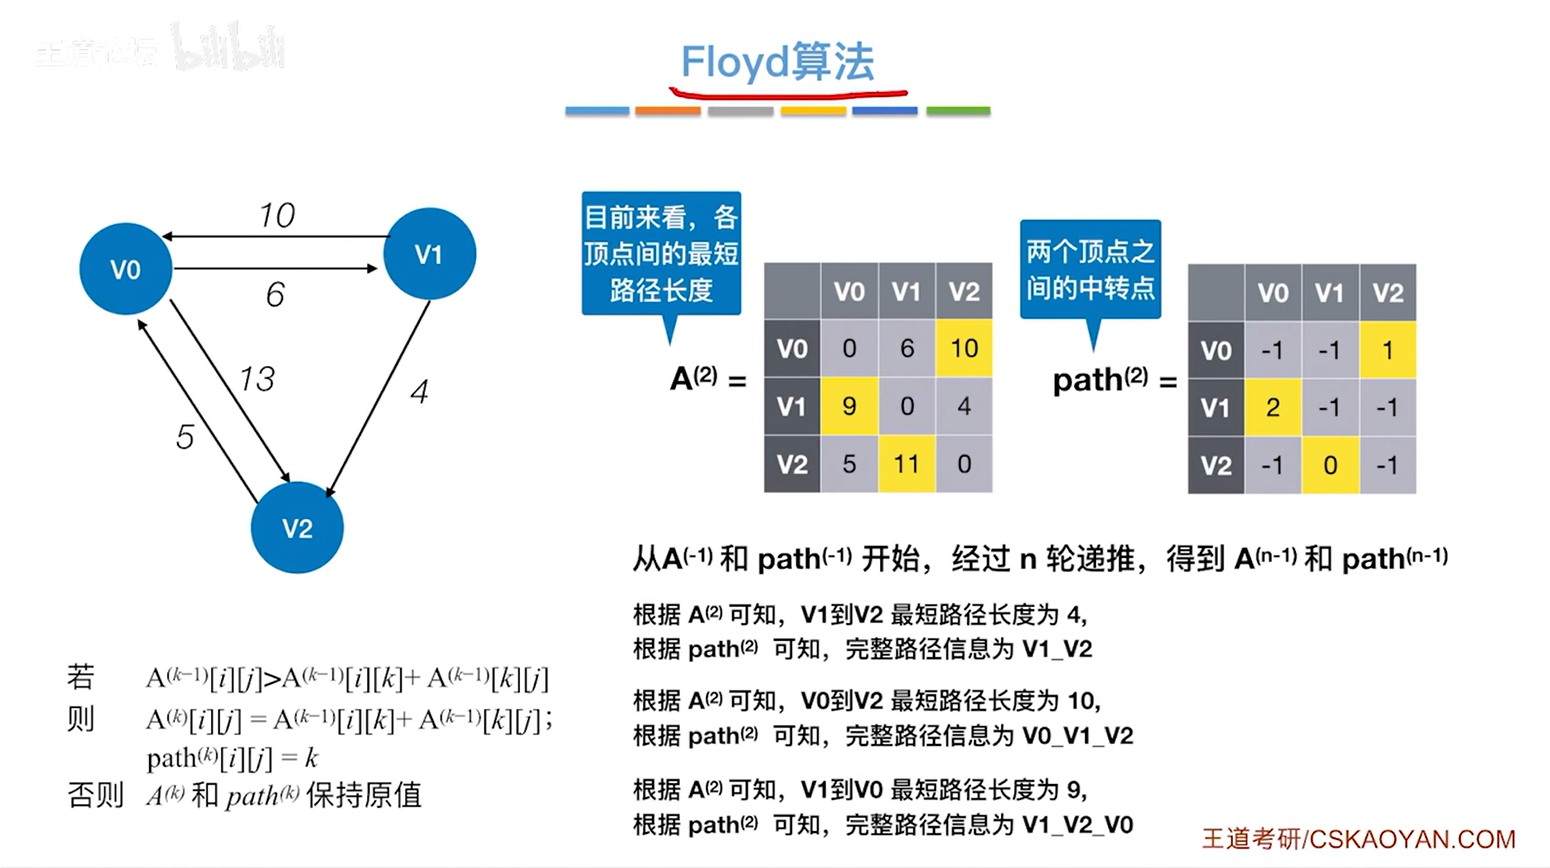 王道论坛 bilibili
Floyd算法
10
V0
V1
6
13
4
5
V2
目前来看，各
顶点间的最短
路径长度
A(2) =
V0 V1 V2
V0 0 6 10
V1 9 0 4
V2 5 11 0
两个顶点之
间的中转点
path(2) =
V0 V1 V2
V0 -1 -1 1
V1 2 -1 -1
V2 -1 0 -1
从A(-1) 和 path(-1) 开始，经过 n 轮递推，得到 A(n-1) 和 path(n-1)
根据 A(2) 可知，V1到V2 最短路径长度为 4,
根据 path(2) 可知，完整路径信息为 V1_V2
根据 A(2) 可知，V0到V2 最短路径长度为 10,
根据 path(2) 可知，完整路径信息为 V0_V1_V2
根据 A(2) 可知，V1到V0 最短路径长度为 9,
根据 path(2) 可知，完整路径信息为 V1_V2_V0
若 A(k−1)[i][j]>A(k−1)[i][k]+ A(k−1)[k][j]
则 A(k)[i][j] = A(k−1)[i][k]+ A(k−1)[k][j]；
path(k)[i][j] = k
否则 A(k) 和 path(k) 保持原值
王道考研/CSKAOYAN.COM